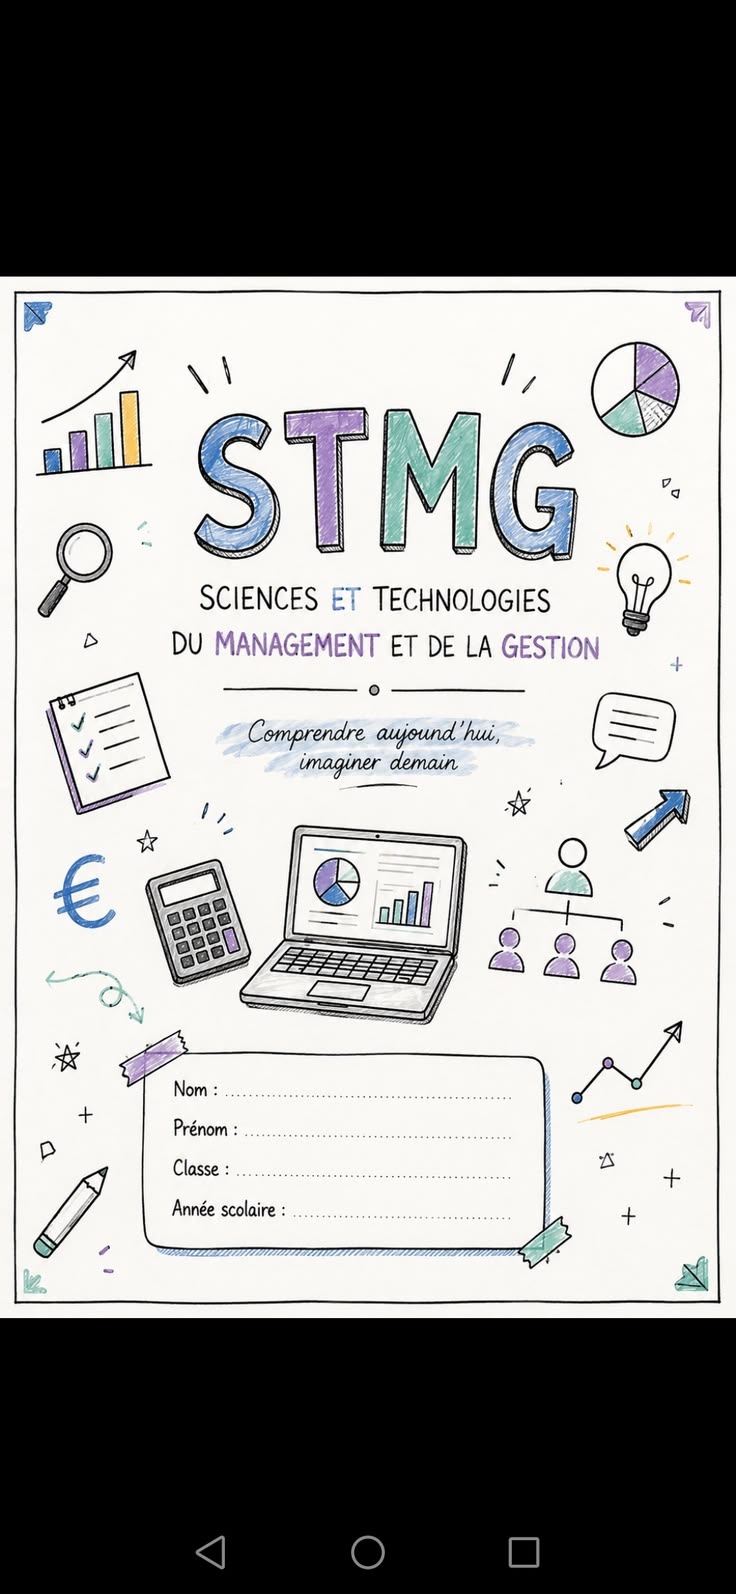 STMG
SCIENCES ET TECHNOLOGIES
DU MANAGEMENT ET DE LA GESTION
Comprendre aujourd'hui,
imaginer demain
€
Nom :
Prénom :
Classe :
Année scolaire :